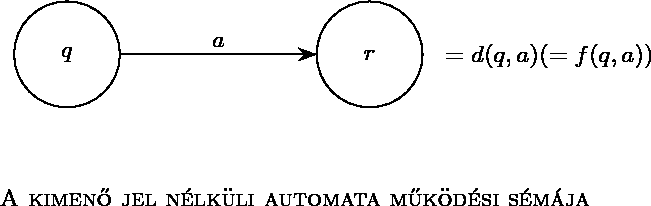 q a r = d(q, a)(= f(q, a))
A KIMENŐ JEL NÉLKÜLI AUTOMATA MŰKÖDÉSI SÉMÁJA